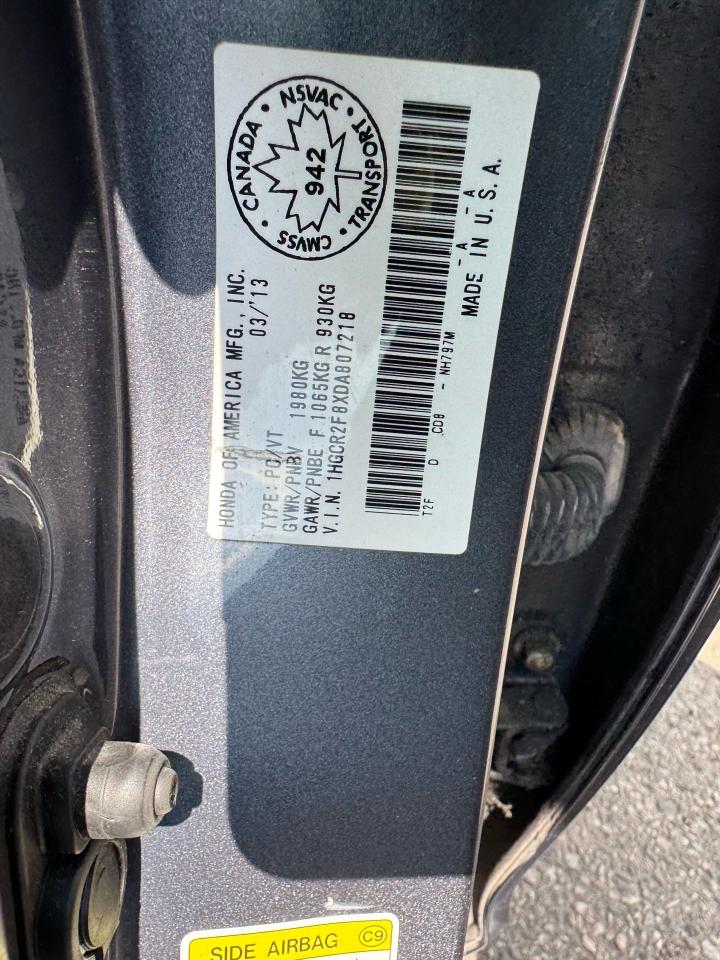 HONDA OF AMERICA MFG., INC.
03/'13
TYPE: PC/VT
GVWR/PNBV 1980KG
GAWR/PNBE F 1065KG R 930KG
V.I.N. 1HGCR2F8XDA807218
T2F D CD8 - NH797M - A - A
MADE IN U.S.A.
CANADA • NSVAC • TRANSPORT • CMVSS •
942
SIDE AIRBAG C9